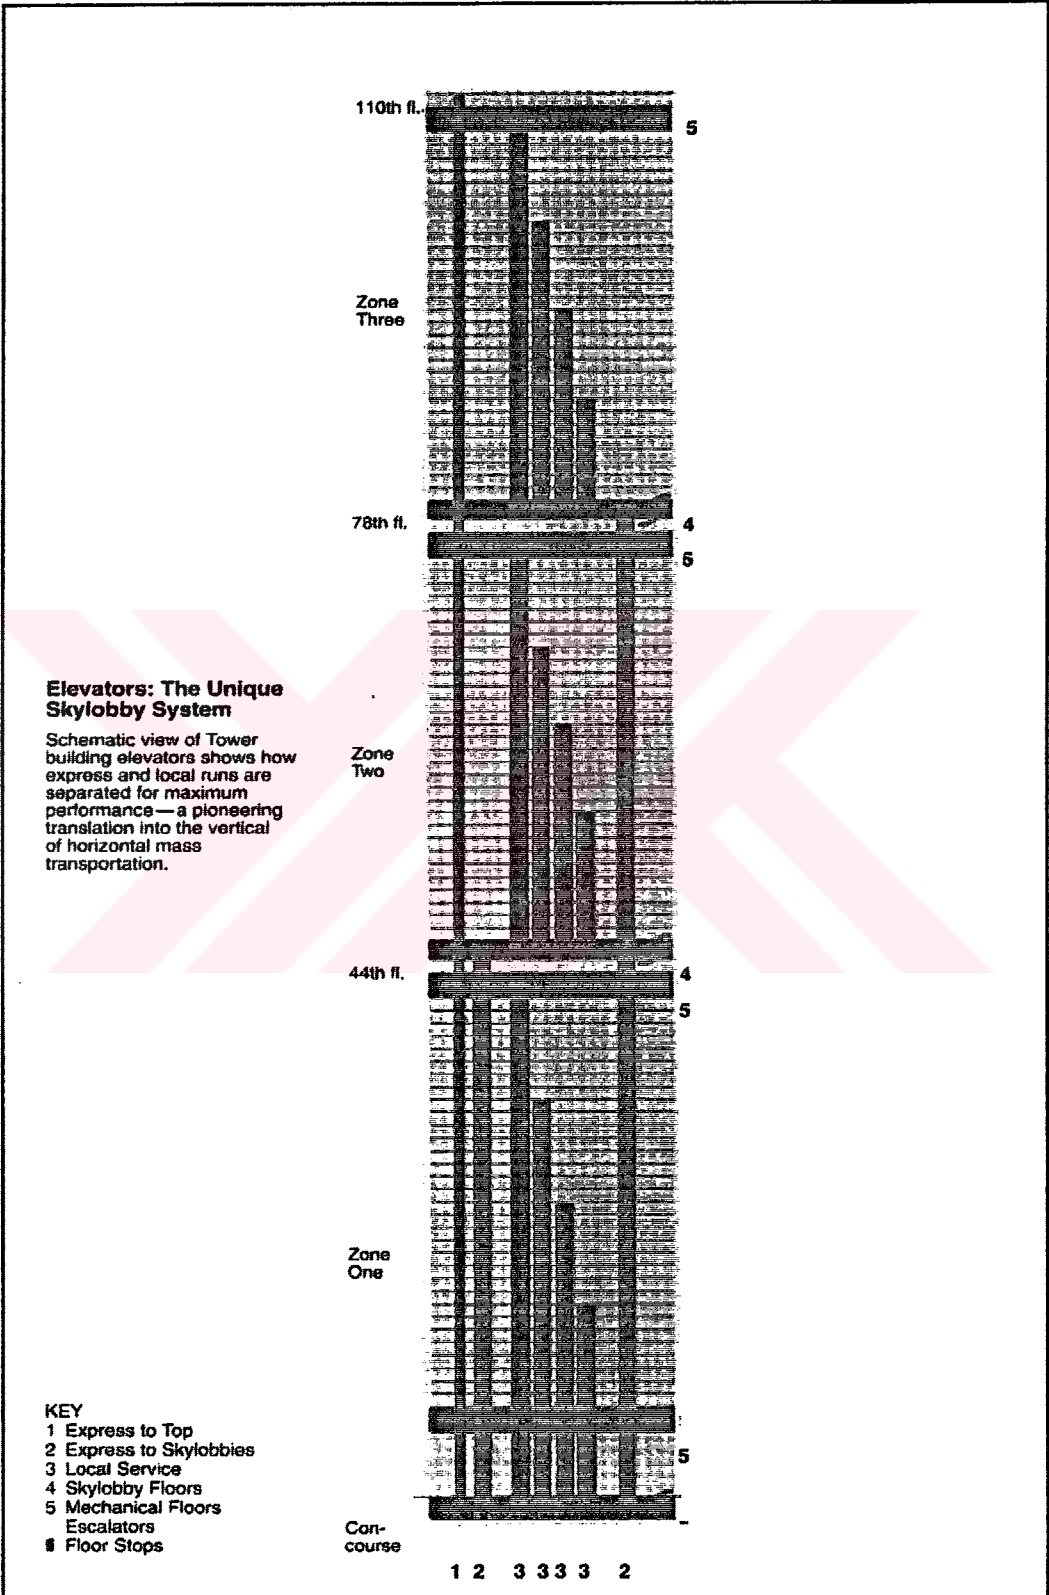 110th fl.
5
Zone
Three
78th fl.
4
5
Elevators: The Unique
Skylobby System
Schematic view of Tower
building elevators shows how
express and local runs are
separated for maximum
performance—a pioneering
translation into the vertical
of horizontal mass
transportation.
Zone
Two
44th fl.
4
5
Zone
One
KEY
1 Express to Top
2 Express to Skylobbies
3 Local Service
4 Skylobby Floors
5 Mechanical Floors
Escalators
Floor Stops
5
Con-
course
1 2 3 3 3 3 2